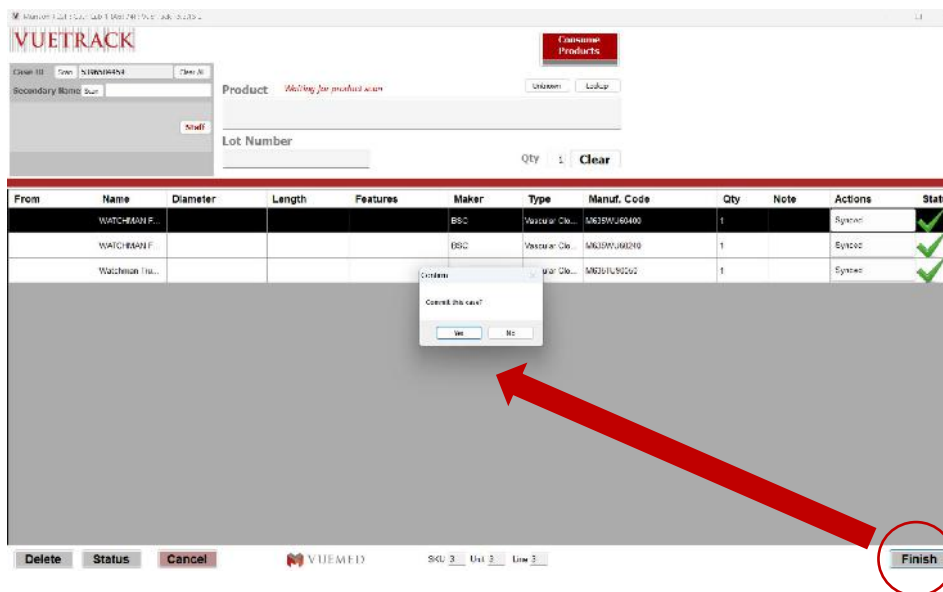 VUETRACK
Consume
Products
Case ID Scan Clear All
Secondary Name Scan
Product Waiting for product scan Unknown Lookup
Staff
Lot Number
Qty 1 Clear
From Name Diameter Length Features Maker Type Manuf. Code Qty Note Actions Stat
WATCHMAN F... BSC Vascular Clo... M635WU60400 1 Synced
WATCHMAN F... BSC Vascular Clo... M635WU60240 1 Synced
Watchman Tru... 1 Synced
Confirm
Commit this case?
Yes No
Delete Status Cancel VUEMED SKU 3 Unit 3 Line 3 Finish